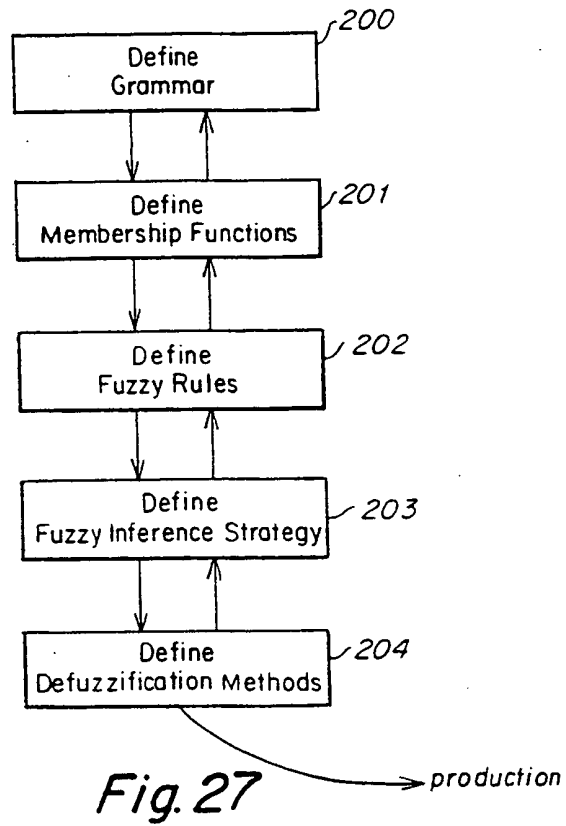 200
Define
Grammar
201
Define
Membership Functions
202
Define
Fuzzy Rules
203
Define
Fuzzy Inference Strategy
204
Define
Defuzzification Methods
production
Fig. 27